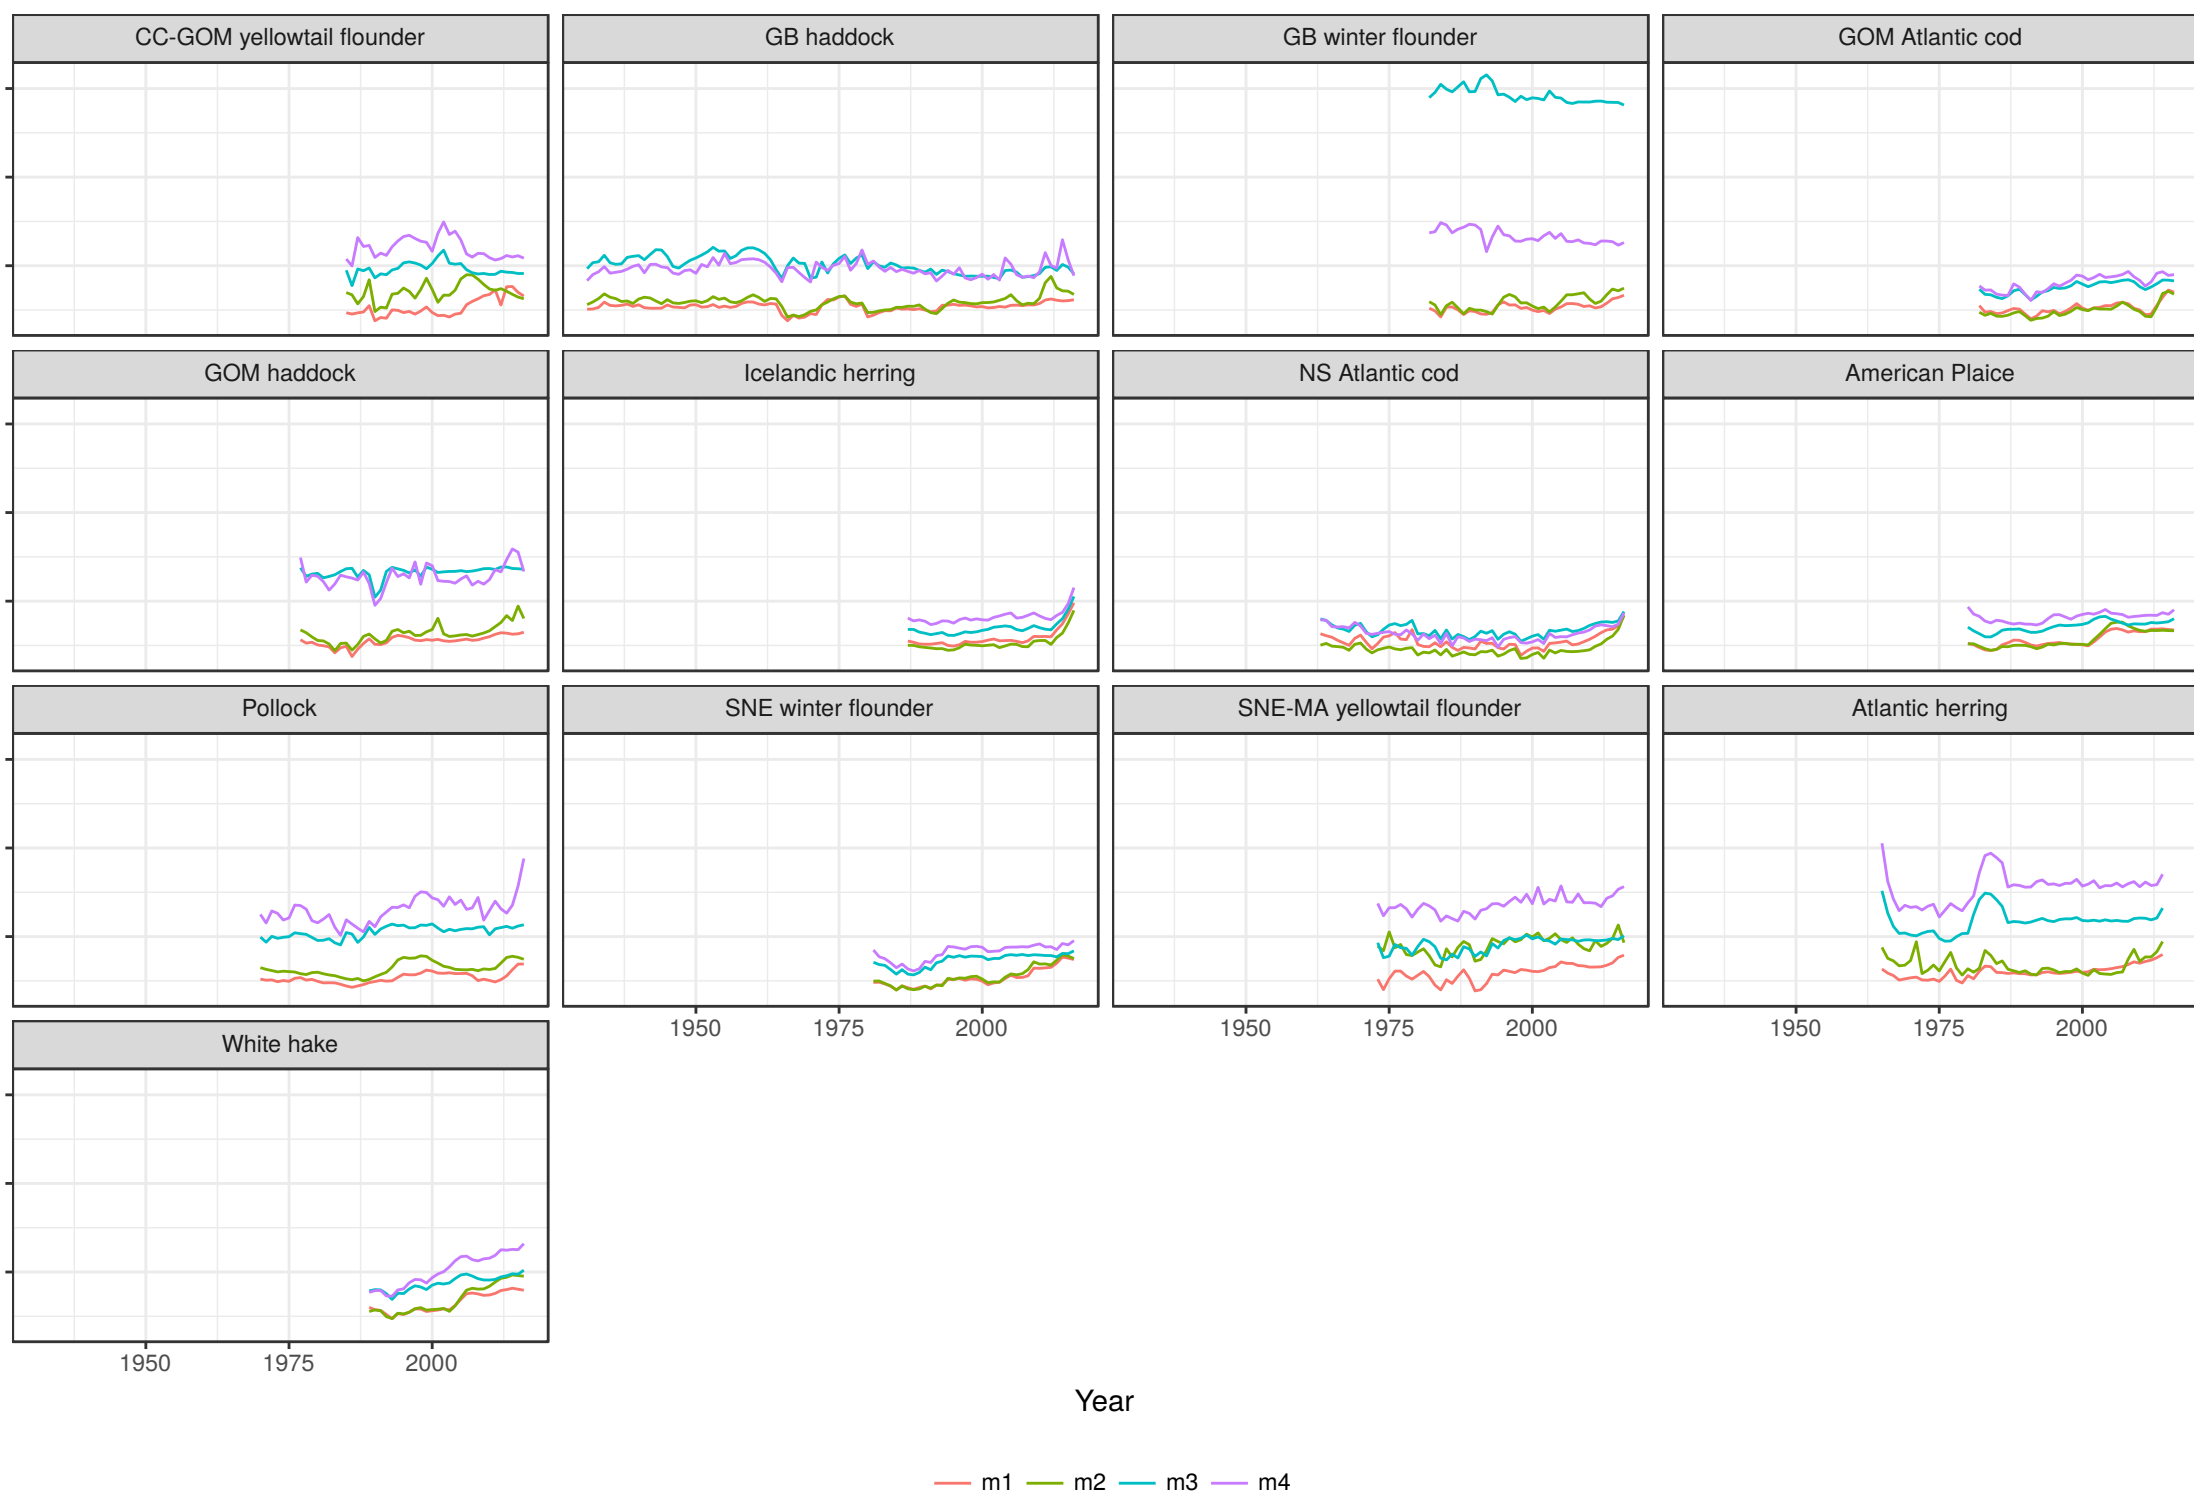 CC-GOM yellowtail flounder
GB haddock
GB winter flounder
GOM Atlantic cod
GOM haddock
Icelandic herring
NS Atlantic cod
American Plaice
Pollock
SNE winter flounder
SNE-MA yellowtail flounder
Atlantic herring
1950 1975 2000
1950 1975 2000
1950 1975 2000
White hake
1950 1975 2000
Year
m1 m2 m3 m4